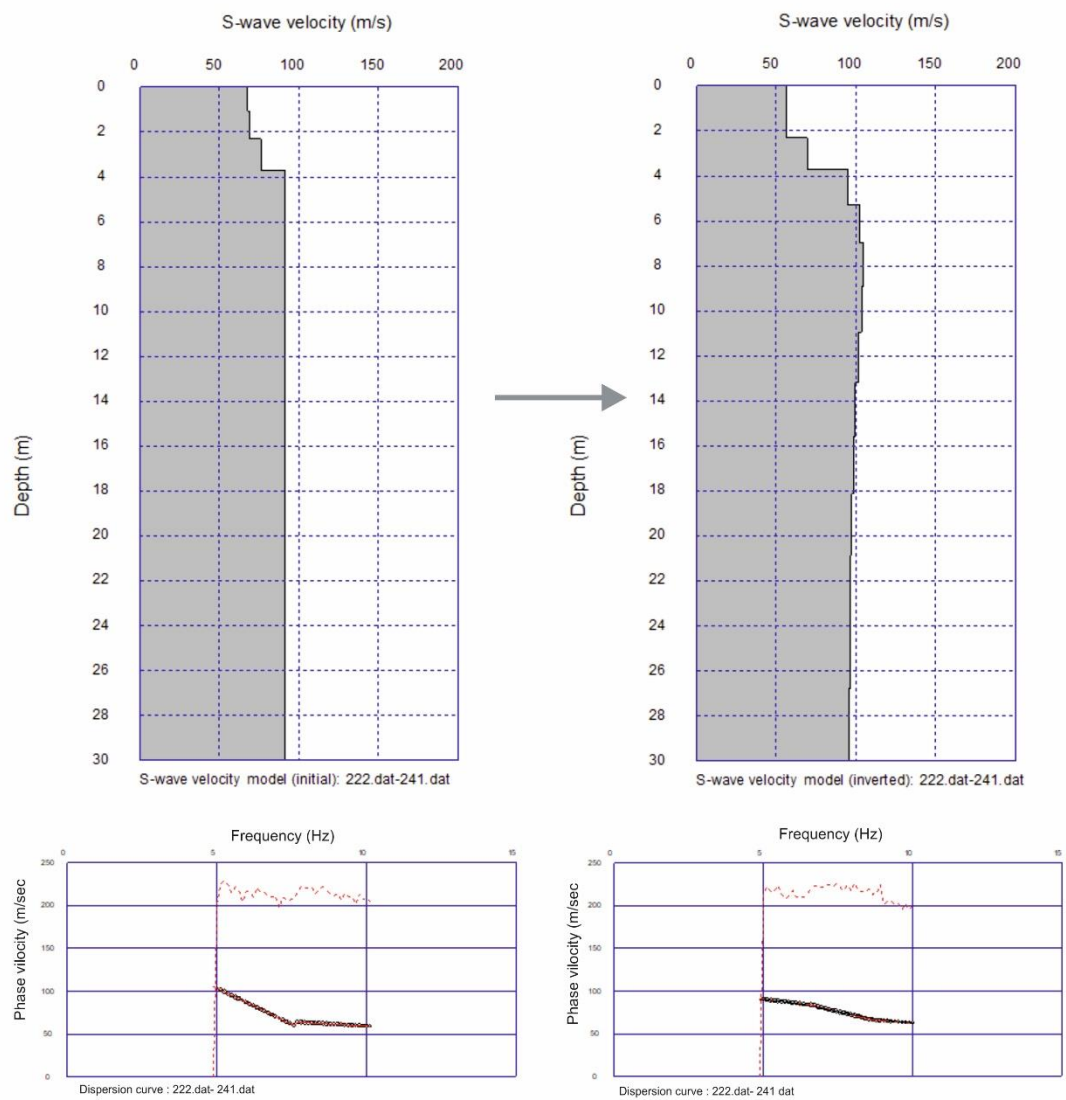 S-wave velocity (m/s)
0 50 100 150 200
0
2
4
6
8
10
12
14
16
18
20
22
24
26
28
30
Depth (m)
S-wave velocity model (initial): 222.dat-241.dat
S-wave velocity (m/s)
0 50 100 150 200
0
2
4
6
8
10
12
14
16
18
20
22
24
26
28
30
Depth (m)
S-wave velocity model (inverted): 222.dat-241.dat
Frequency (Hz)
0 5 10 15
250
200
150
100
50
0
Phase vilocity (m/sec
Dispersion curve : 222.dat- 241.dat
Frequency (Hz)
0 5 10 15
250
200
150
100
50
0
Phase vilocity (m/sec
Dispersion curve : 222.dat- 241 dat